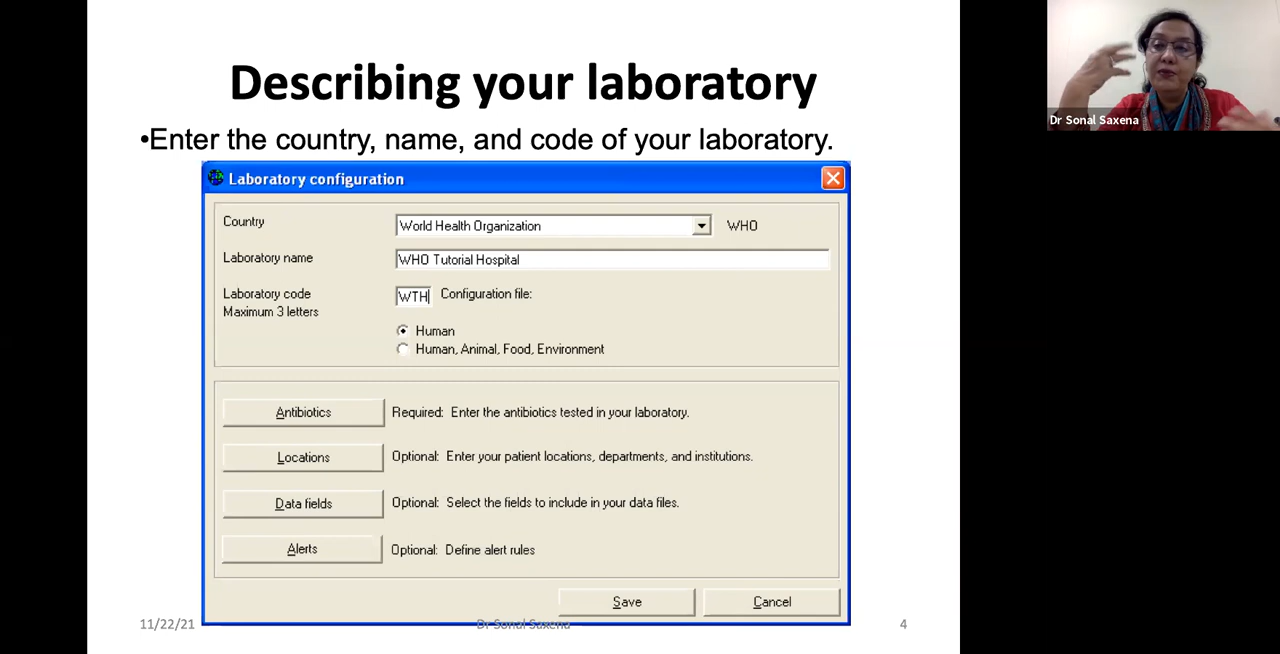 Describing your laboratory
•Enter the country, name, and code of your laboratory.
Laboratory configuration
Country World Health Organization WHO
Laboratory name WHO Tutorial Hospital
Laboratory code WTH Configuration file:
Maximum 3 letters
Human
Human, Animal, Food, Environment
Antibiotics Required: Enter the antibiotics tested in your laboratory.
Locations Optional: Enter your patient locations, departments, and institutions.
Data fields Optional: Select the fields to include in your data files.
Alerts Optional: Define alert rules
Save Cancel
11/22/21 Dr Sonal Saxena 4
Dr Sonal Saxena